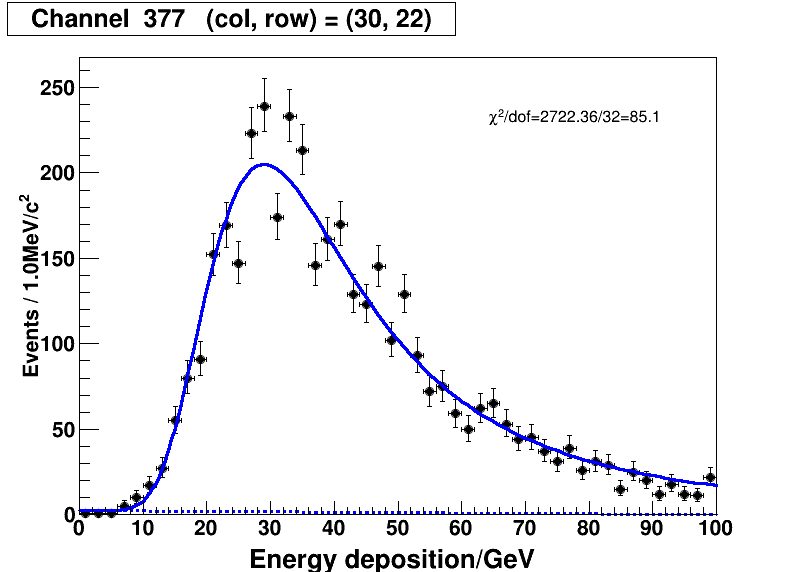 Channel 377 (col, row) = (30, 22)
χ²/dof=2722.36/32=85.1
Events / 1.0MeV/c²
250
200
150
100
50
0
0 10 20 30 40 50 60 70 80 90 100
Energy deposition/GeV